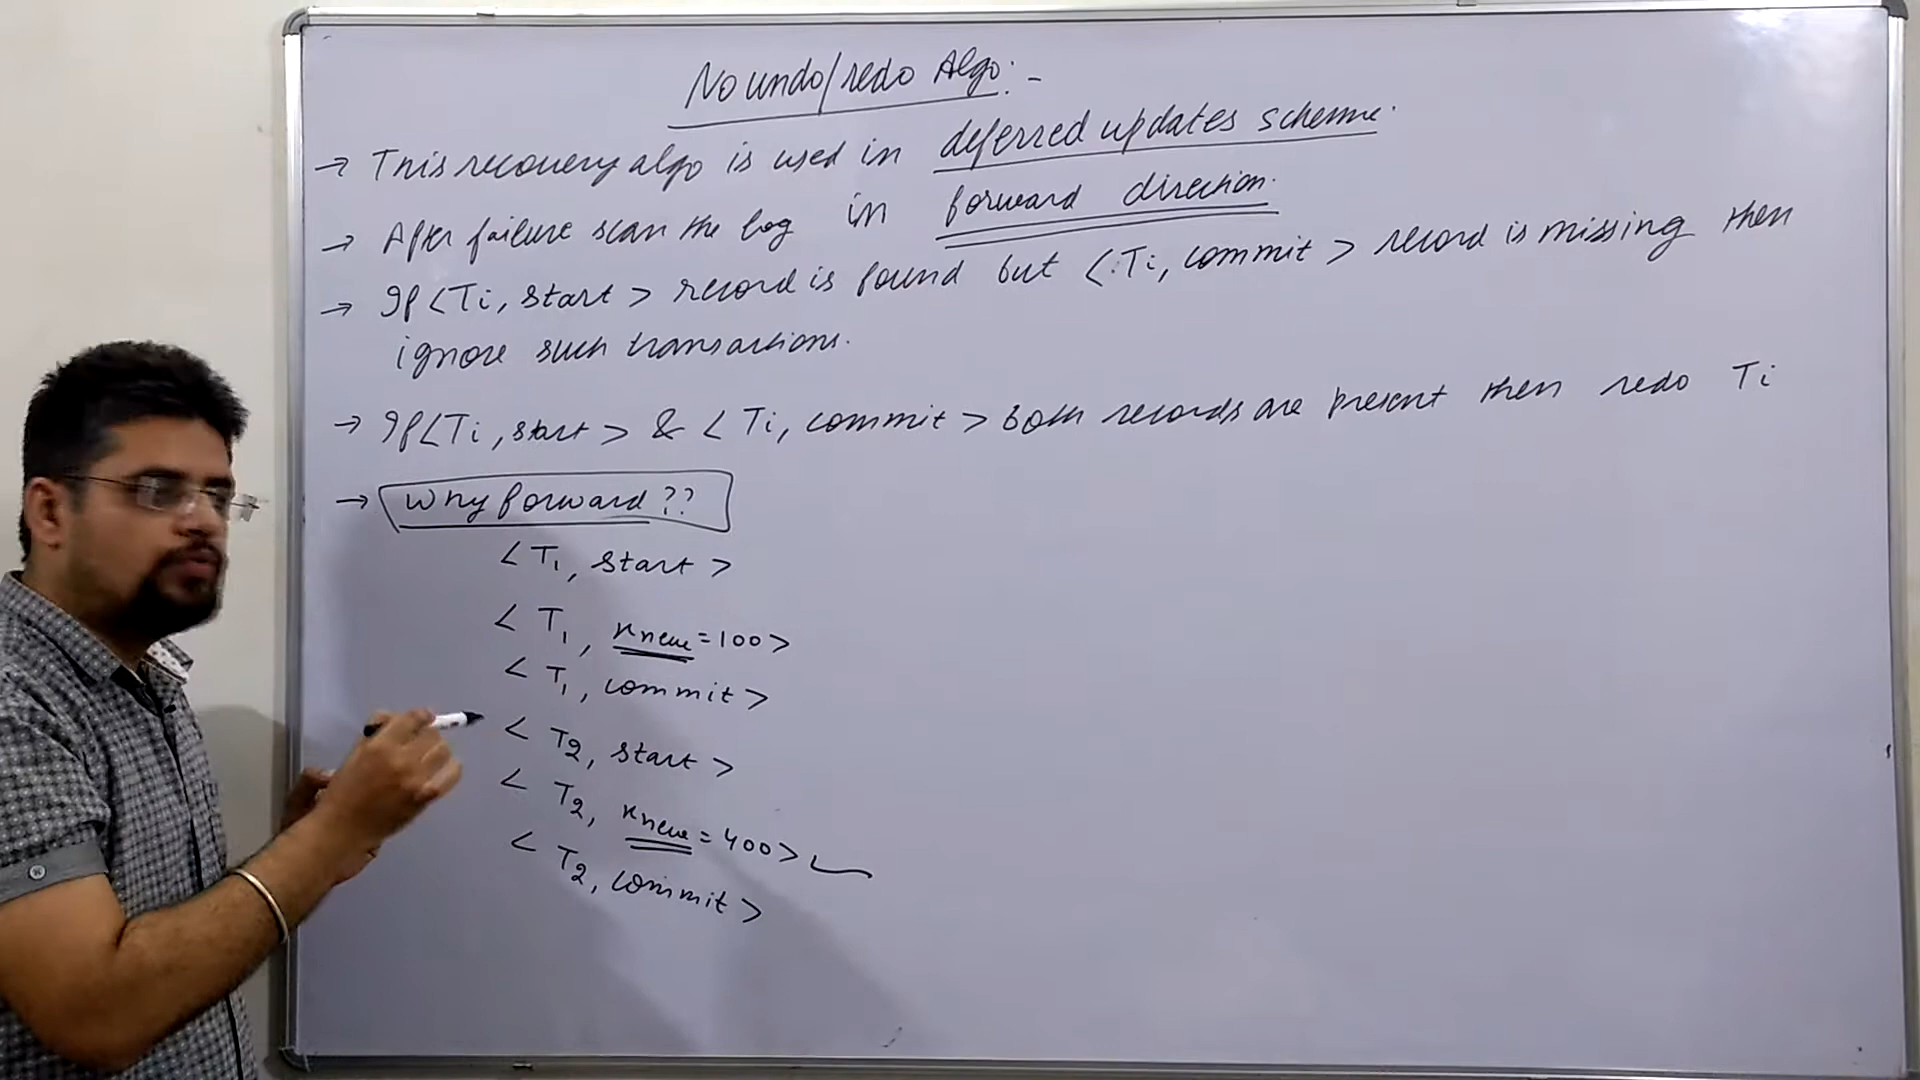 No undo/redo Algo:-
→ This recovery algo is used in deferred updates scheme.
→ After failure scan the log in forward direction.
→ If <Ti, start> record is found but <Ti, commit> record is missing then
ignore such transactions.
→ If <Ti, start> & <Ti, commit> both records are present then redo Ti
→ Why forward??
<T1, start>
<T1, xnew=100>
<T1, commit>
<T2, start>
<T2, xnew=400>
<T2, commit>